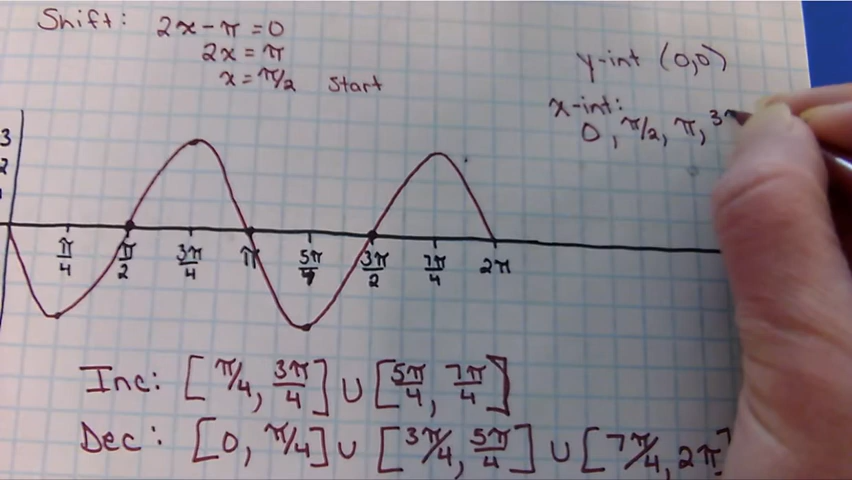 Shift: 2x - π = 0
2x = π
x = π/2 Start
y-int (0,0)
x-int:
0, π/2, π, 3π
3
2
π/4 π/2 3π/4 π 5π/4 3π/2 7π/4 2π
Inc: [π/4, 3π/4] ∪ [5π/4, 7π/4]
Dec: [0, π/4] ∪ [3π/4, 5π/4] ∪ [7π/4, 2π]